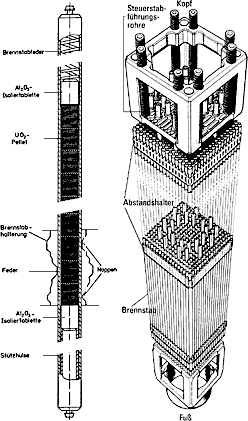 Brennstabfeder
Al₂O₃-
Isoliertablette
UO₂-
Pellet
Brennstab-
halterung
Feder
Noppen
Al₂O₃-
Isoliertablette
Stützhülse
Steuerstab-
führungs-
rohre
Kopf
Abstandshalter
Brennstab
Fuß